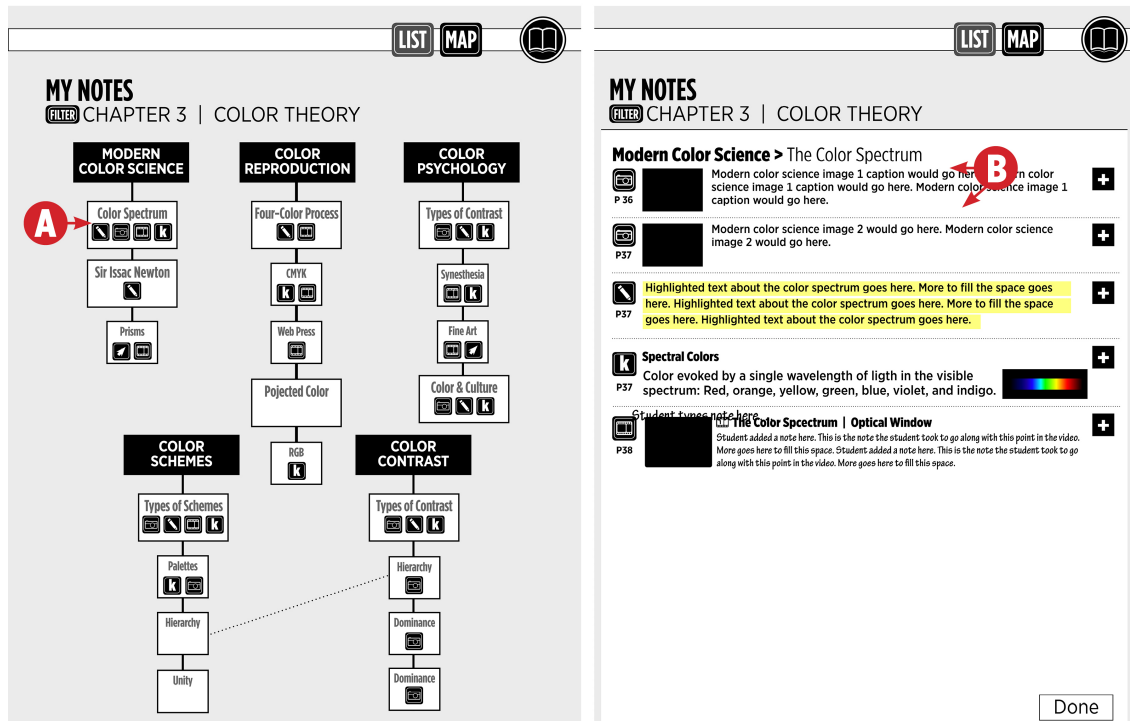 LIST MAP
MY NOTES
FILTER CHAPTER 3 | COLOR THEORY
MODERN
COLOR SCIENCE
Color Spectrum
k
A
Sir Issac Newton
Prisms
COLOR
REPRODUCTION
Four-Color Process
CMYK
k
Web Press
Pojected Color
RGB
k
COLOR
PSYCHOLOGY
Types of Contrast
k
Synesthesia
k
Fine Art
Color & Culture
k
COLOR
SCHEMES
Types of Schemes
k
Palettes
k
Hierarchy
Unity
COLOR
CONTRAST
Types of Contrast
k
Hierarchy
Dominance
Dominance
LIST MAP
MY NOTES
FILTER CHAPTER 3 | COLOR THEORY
Modern Color Science > The Color Spectrum
B
P 36
Modern color science image 1 caption would go here. color
science image 1 caption would go here. Modern color science image 1
caption would go here.
+
P37
Modern color science image 2 would go here. Modern color science
image 2 would go here.
+
P37
Highlighted text about the color spectrum goes here. More to fill the space goes
here. Highlighted text about the color spectrum goes here. More to fill the space
goes here. Highlighted text about the color spectrum goes here.
+
k
P37
Spectral Colors
Color evoked by a single wavelength of ligth in the visible
spectrum: Red, orange, yellow, green, blue, violet, and indigo.
+
Student types note here
P38
The Color Spcectrum | Optical Window
Student added a note here. This is the note the student took to go along with this point in the video.
More goes here to fill this space. Student added a note here. This is the note the student took to go
along with this point in the video. More goes here to fill this space.
+
Done